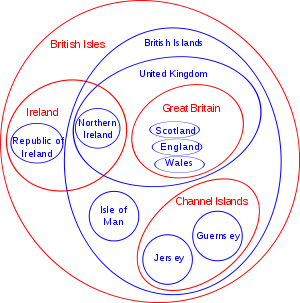 British Isles
British Islands
United Kingdom
Ireland
Northern
Ireland
Republic of
Ireland
Great Britain
Scotland
England
Wales
Isle of
Man
Channel Islands
Guernsey
Jersey